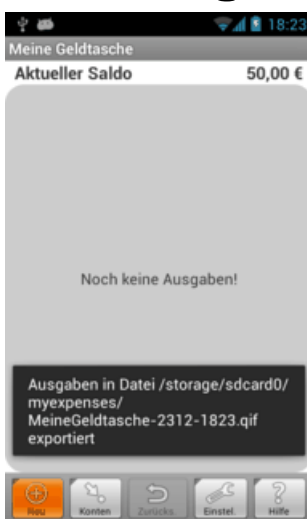 18:23
Meine Geldtasche
Aktueller Saldo 50,00 €
Noch keine Ausgaben!
Ausgaben in Datei /storage/sdcard0/
myexpenses/
MeineGeldtasche-2312-1823.qif
exportiert
Neu Konten Zurücks. Einstel. Hilfe